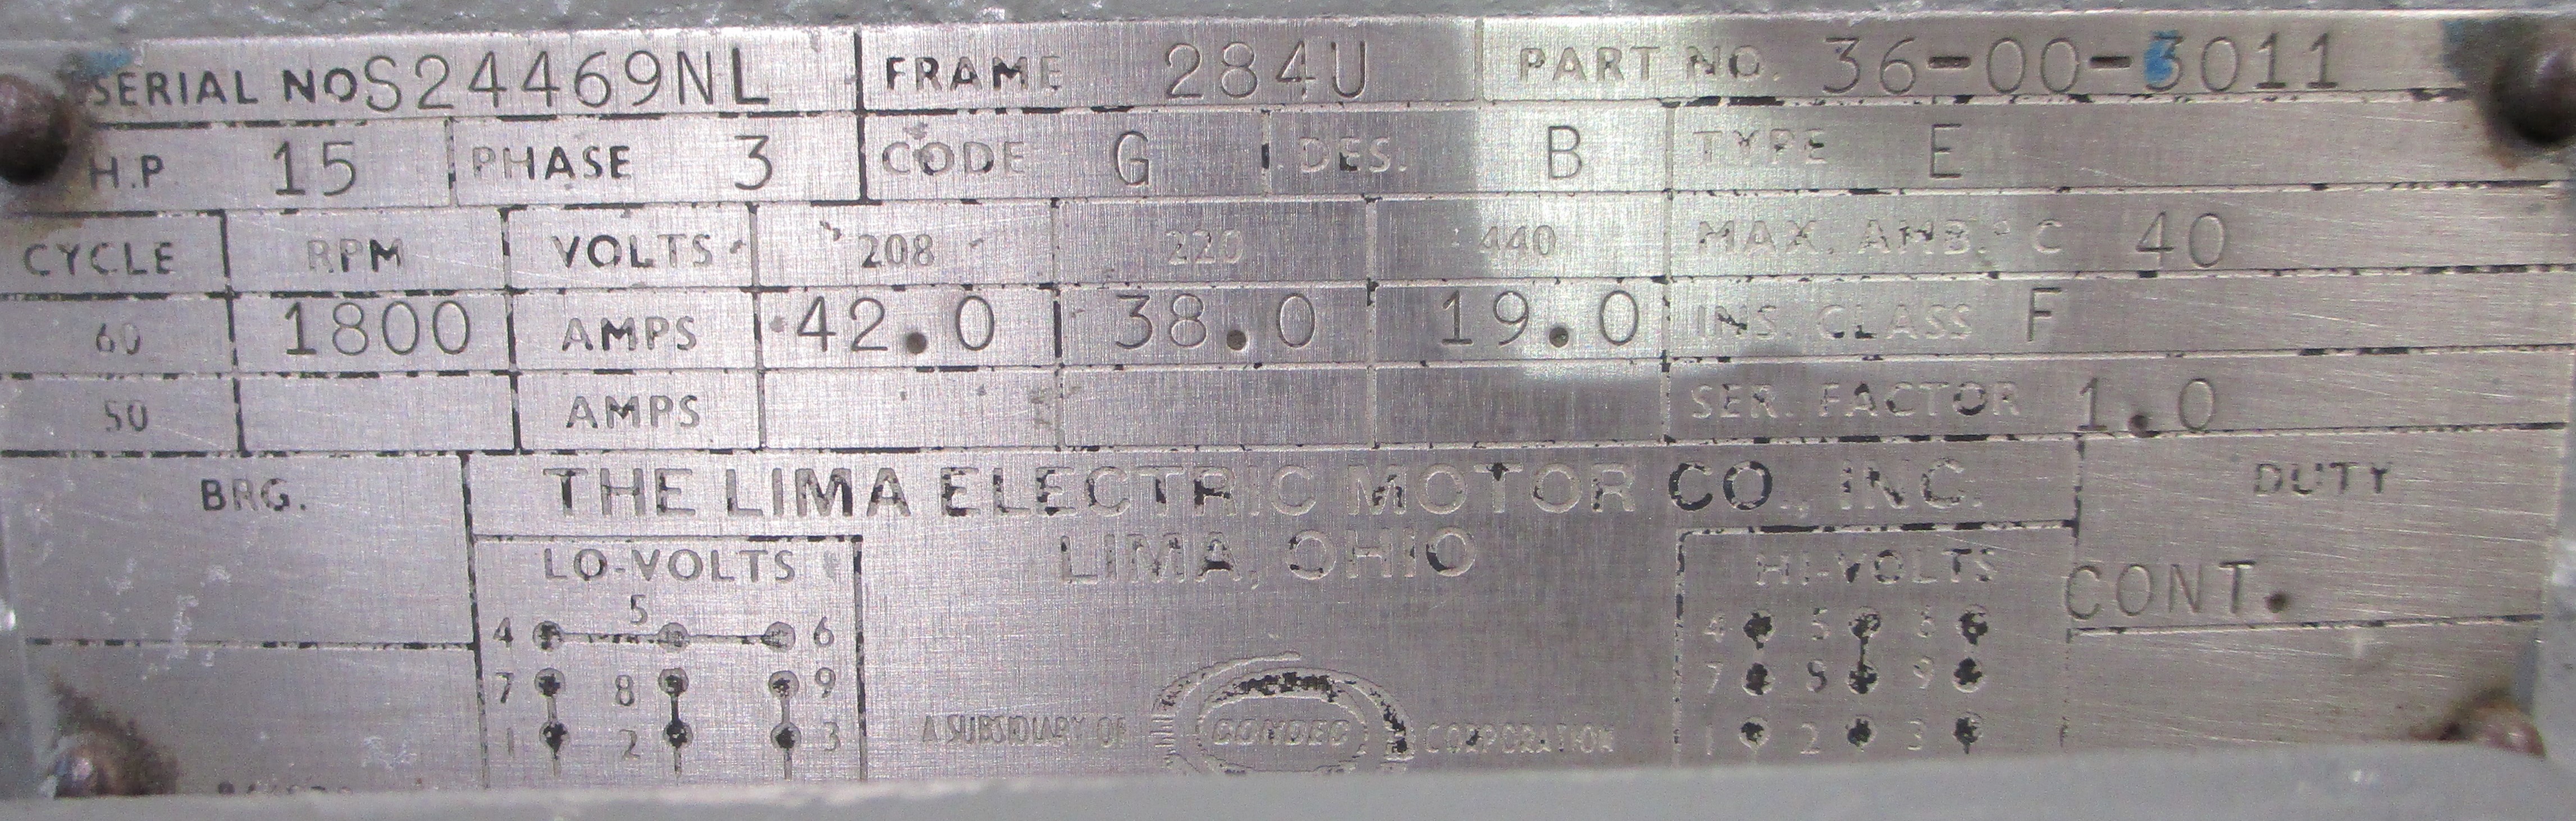 SERIAL NO S24469NL FRAME 284U PART NO. 36-00-3011
H.P. 15 PHASE 3 CODE G DES. B TYPE E
CYCLE RPM VOLTS 208 220 440 MAX. AMB.° C 40
60 1800 AMPS 42.0 38.0 19.0 INS. CLASS F
50 AMPS SER. FACTOR 1.0
BRG. THE LIMA ELECTRIC MOTOR CO., INC. DUTY
LIMA, OHIO
LO-VOLTS HI-VOLTS CONT.
4 5 6 4 5 6
7 8 9 7 8 9
A SUBSIDIARY OF CONDEC CORPORATION
1 2 3 1 2 3